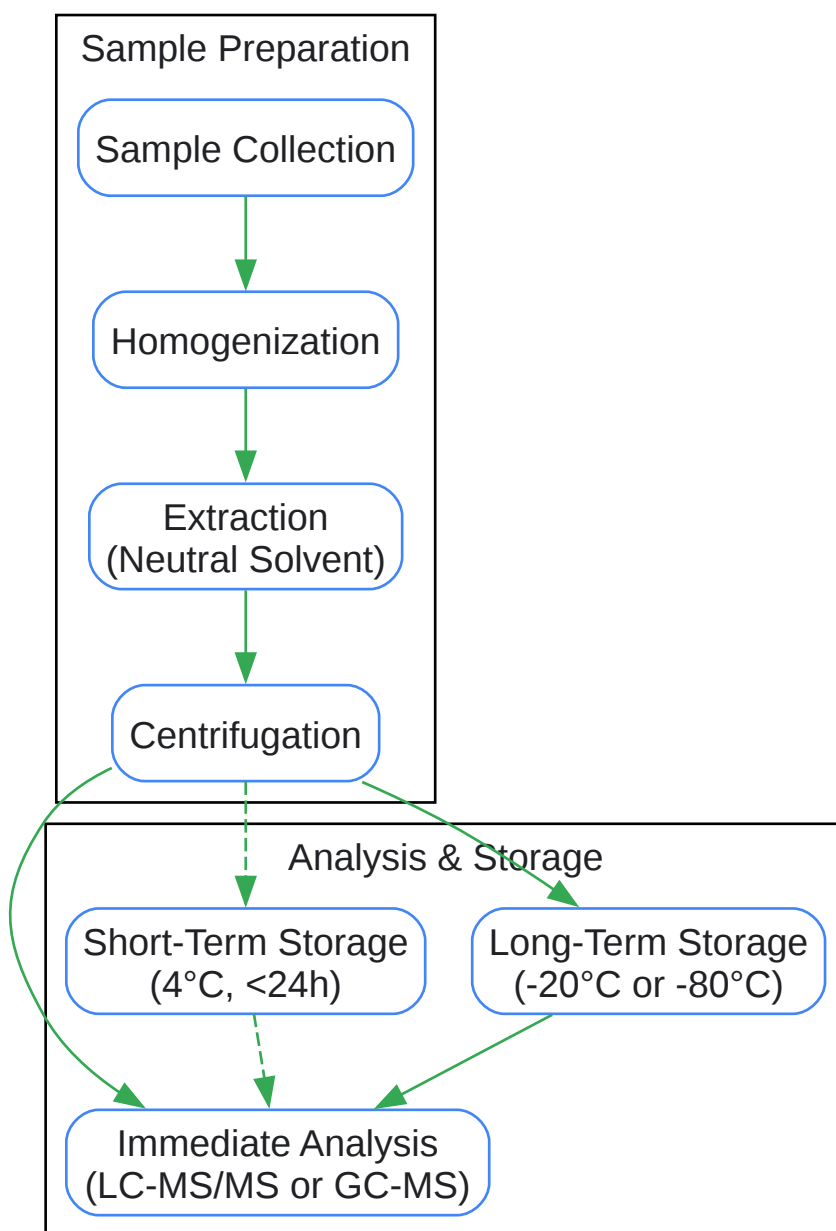 Sample Preparation
Sample Collection
Homogenization
Extraction
(Neutral Solvent)
Centrifugation
Analysis & Storage
Short-Term Storage
(4°C, <24h)
Long-Term Storage
(-20°C or -80°C)
Immediate Analysis
(LC-MS/MS or GC-MS)